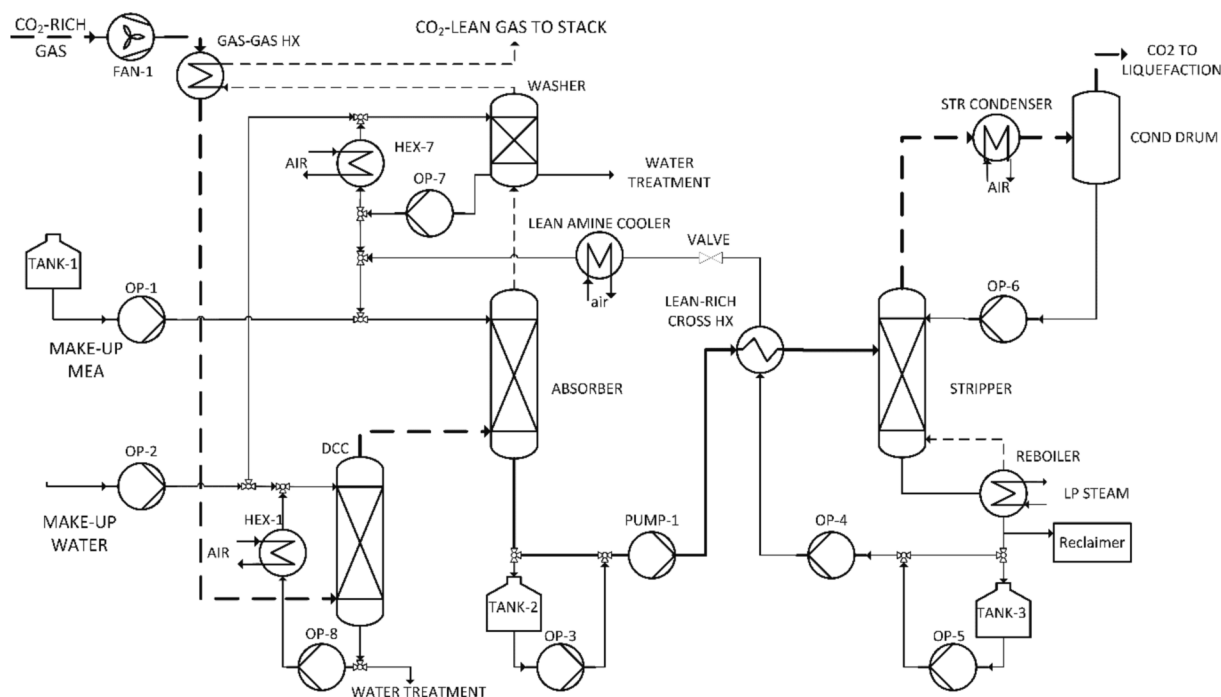 CO₂-RICH
GAS
FAN-1
GAS-GAS HX
CO₂-LEAN GAS TO STACK
WASHER
CO2 TO
LIQUEFACTION
STR CONDENSER
COND DRUM
AIR
HEX-7
AIR
OP-7
WATER
TREATMENT
LEAN AMINE COOLER
VALVE
air
TANK-1
OP-1
MAKE-UP
MEA
LEAN-RICH
CROSS HX
OP-6
ABSORBER
STRIPPER
DCC
OP-2
MAKE-UP
WATER
HEX-1
AIR
REBOILER
LP STEAM
PUMP-1
OP-4
Reclaimer
TANK-2
TANK-3
OP-8
OP-3
OP-5
WATER TREATMENT